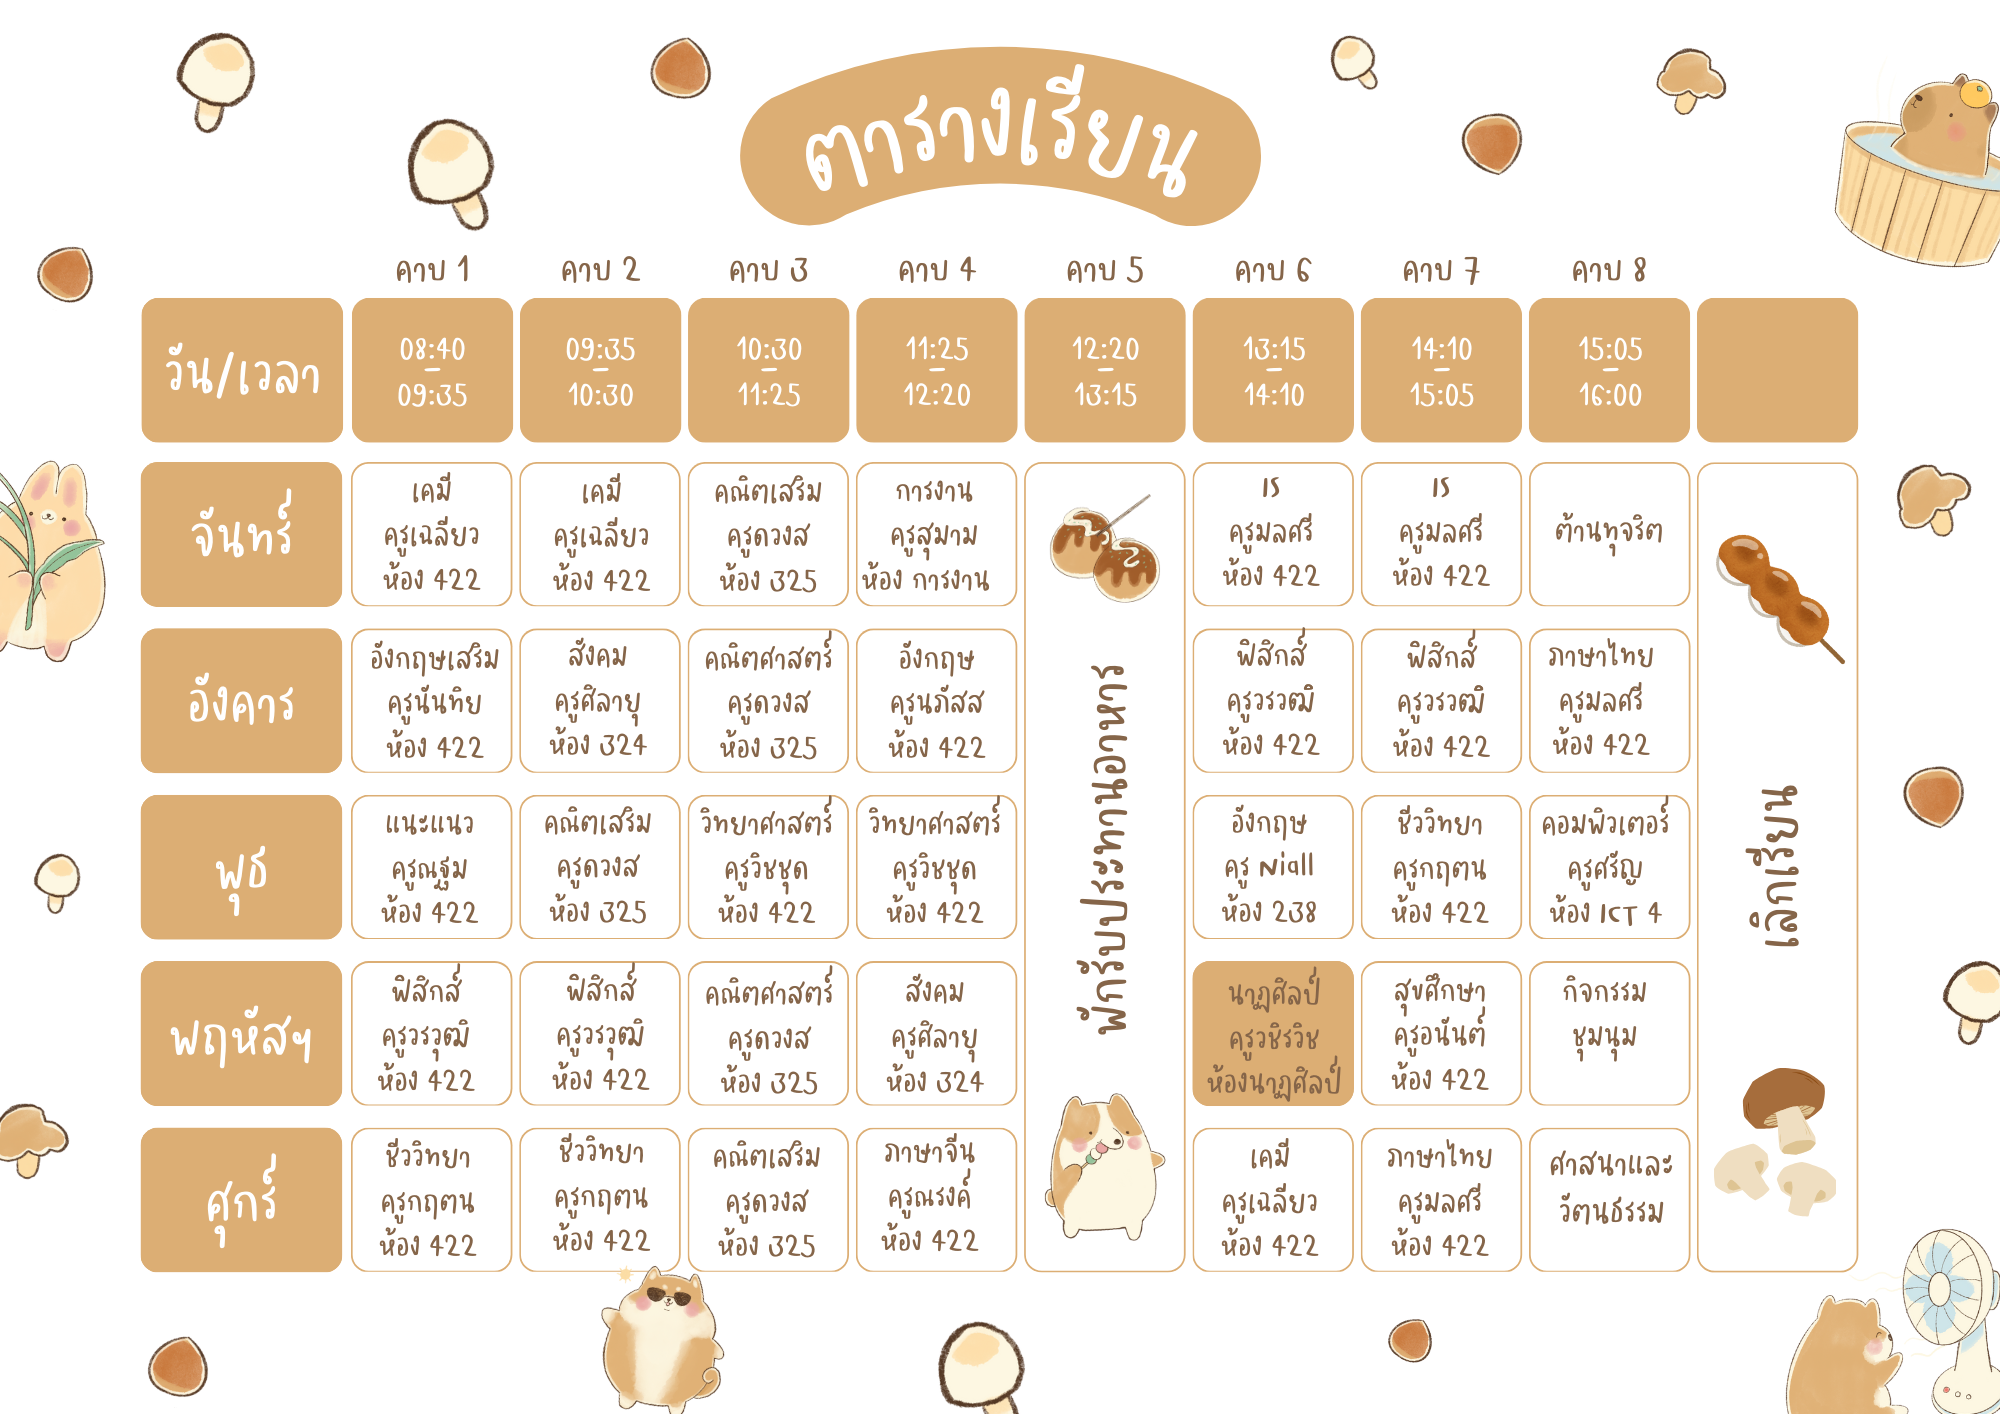 ตารางเรียน
คาบ 1 คาบ 2 คาบ 3 คาบ 4 คาบ 5 คาบ 6 คาบ 7 คาบ 8
วัน/เวลา
08:40 – 09:35
09:35 – 10:30
10:30 – 11:25
11:25 – 12:20
12:20 – 13:15
13:15 – 14:10
14:10 – 15:05
15:05 – 16:00
จันทร์
เคมี
ครูเฉลียว
ห้อง 422
เคมี
ครูเฉลียว
ห้อง 422
คณิตเสริม
ครูดวงส
ห้อง 325
การงาน
ครูสุมาม
ห้อง การงาน
พักรับประทานอาหาร
IS
ครูมลศรี
ห้อง 422
IS
ครูมลศรี
ห้อง 422
ต้านทุจริต
เลิกเรียน
อังคาร
อังกฤษเสริม
ครูนันทิย
ห้อง 422
สังคม
ครูศิลายุ
ห้อง 324
คณิตศาสตร์
ครูดวงส
ห้อง 325
อังกฤษ
ครูนภัสส
ห้อง 422
ฟิสิกส์
ครูวรวุฒิ
ห้อง 422
ฟิสิกส์
ครูวรวุฒิ
ห้อง 422
ภาษาไทย
ครูมลศรี
ห้อง 422
พุธ
แนะแนว
ครูณฐม
ห้อง 422
คณิตเสริม
ครูดวงส
ห้อง 325
วิทยาศาสตร์
ครูวิชชุด
ห้อง 422
วิทยาศาสตร์
ครูวิชชุด
ห้อง 422
อังกฤษ
ครู Niall
ห้อง 238
ชีววิทยา
ครูกฤตน
ห้อง 422
คอมพิวเตอร์
ครูศรัญ
ห้อง ICT 4
พฤหัสฯ
ฟิสิกส์
ครูวรวุฒิ
ห้อง 422
ฟิสิกส์
ครูวรวุฒิ
ห้อง 422
คณิตศาสตร์
ครูดวงส
ห้อง 325
สังคม
ครูศิลายุ
ห้อง 324
นาฏศิลป์
ครูวชิรวิช
ห้องนาฏศิลป์
สุขศึกษา
ครูอนันต์
ห้อง 422
กิจกรรม
ชุมนุม
ศุกร์
ชีววิทยา
ครูกฤตน
ห้อง 422
ชีววิทยา
ครูกฤตน
ห้อง 422
คณิตเสริม
ครูดวงส
ห้อง 325
ภาษาจีน
ครูณรงค์
ห้อง 422
เคมี
ครูเฉลียว
ห้อง 422
ภาษาไทย
ครูมลศรี
ห้อง 422
ศาสนาและ
วัฒนธรรม